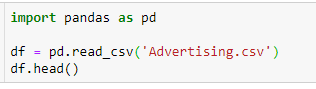 import pandas as pd
df = pd.read_csv('Advertising.csv')
df.head()